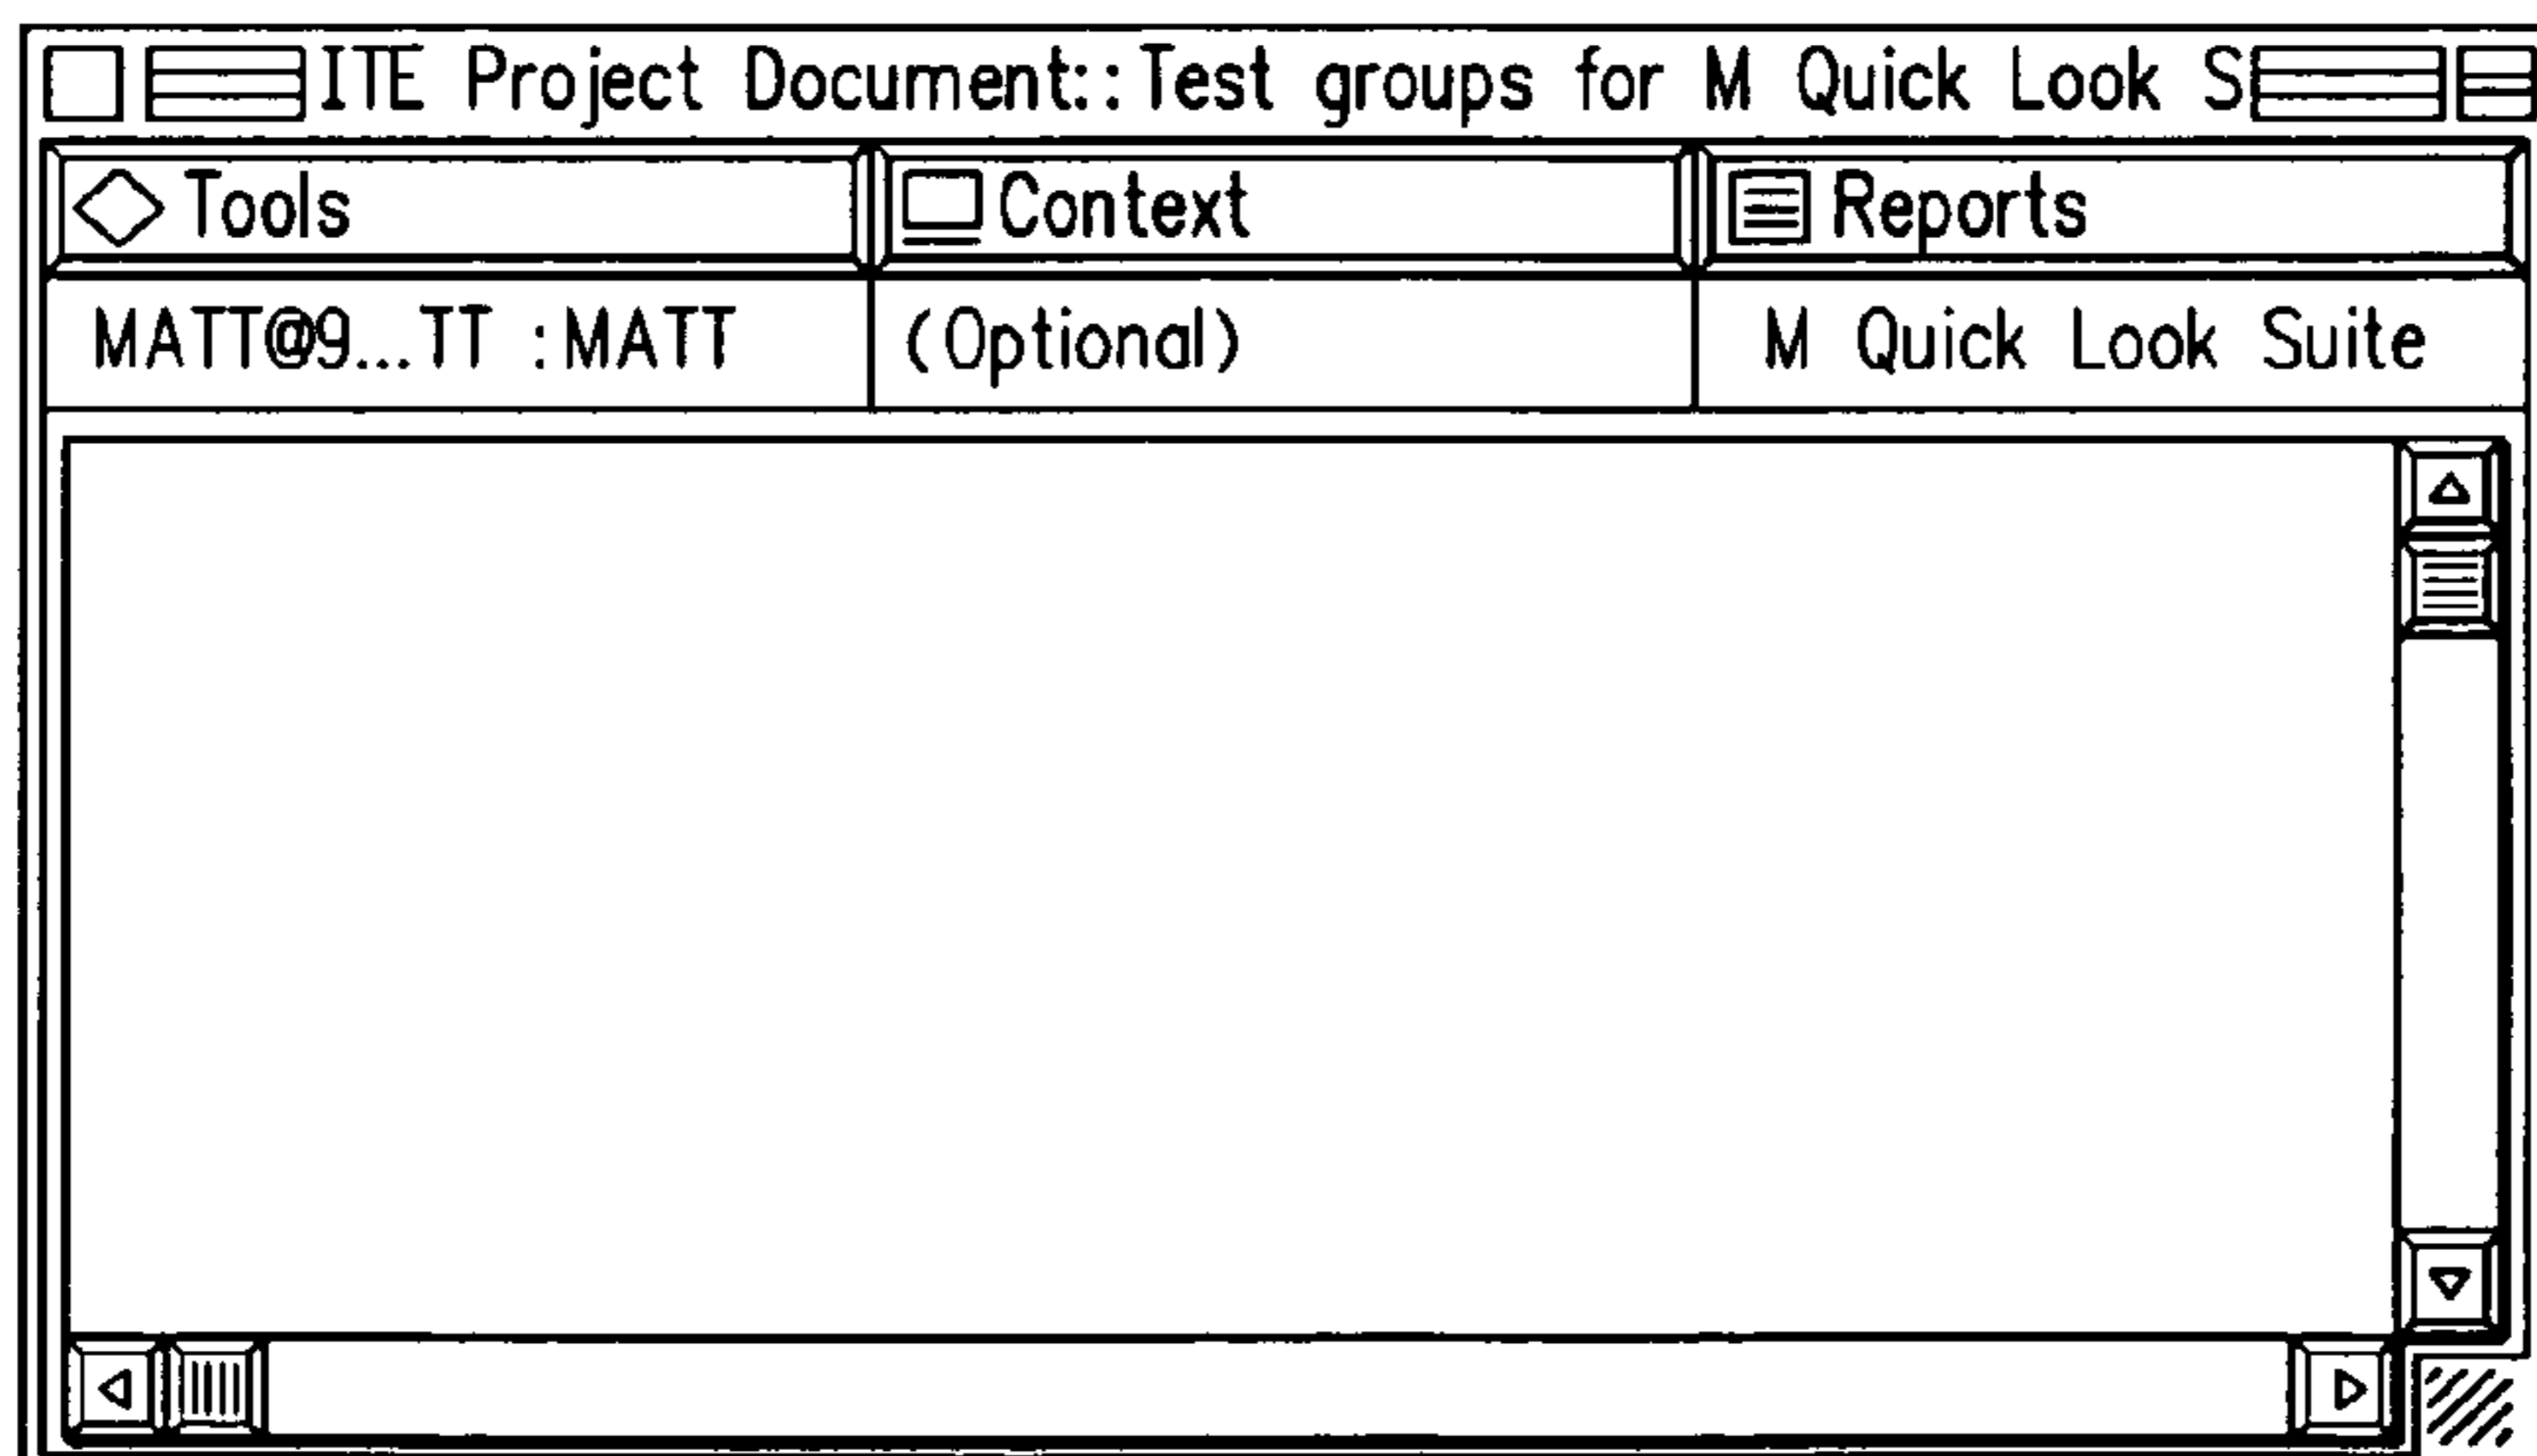 ITE Project Document::Test groups for M Quick Look S
Tools Context Reports
MATT@9...TT :MATT (Optional) M Quick Look Suite